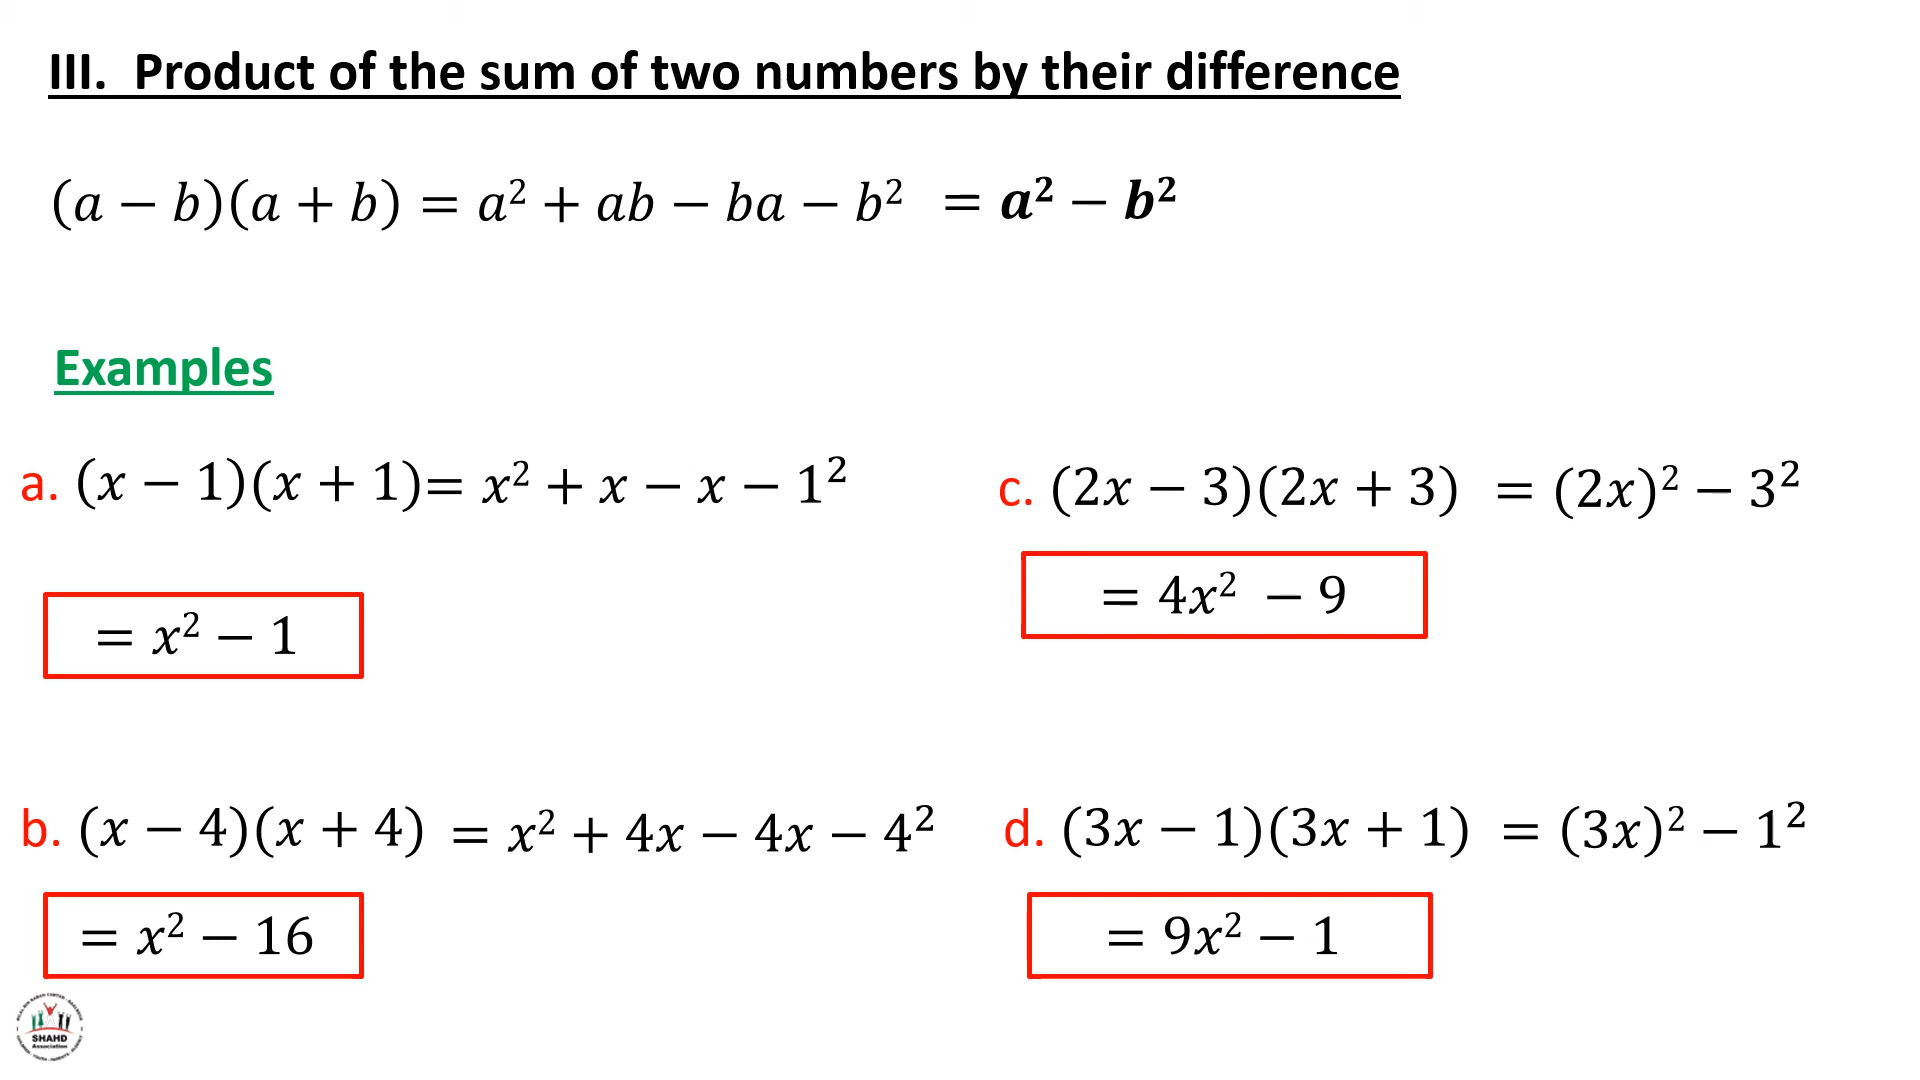 III. Product of the sum of two numbers by their difference
(a − b)(a + b) = a² + ab − ba − b² = a² − b²
Examples
a. (x − 1)(x + 1)= x² + x − x − 1²
= x² − 1
b. (x − 4)(x + 4) = x² + 4x − 4x − 4²
= x² − 16
c. (2x − 3)(2x + 3) = (2x)² − 3²
= 4x² − 9
d. (3x − 1)(3x + 1) = (3x)² − 1²
= 9x² − 1
SHAHD
Association